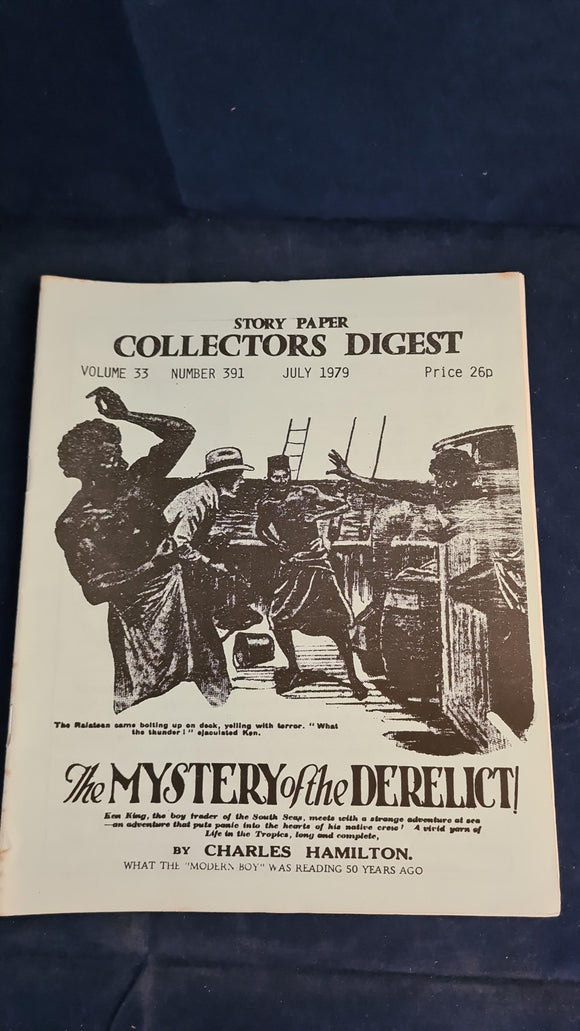 STORY PAPER
COLLECTORS DIGEST
VOLUME 33 NUMBER 391 JULY 1979 Price 26p
The Raiatean came bolting up on deck, yelling with terror. "What
the thunder!" ejaculated Ken.
The MYSTERY of the DERELICT!
Ken King, the boy trader of the South Seas, meets with a strange adventure at sea
—an adventure that puts panic into the hearts of his native crew! A vivid yarn of
Life in the Tropics, long and complete,
BY CHARLES HAMILTON.
WHAT THE "MODERN BOY" WAS READING 50 YEARS AGO